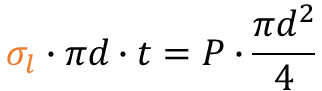 σ_l · πd · t = P · πd²/4